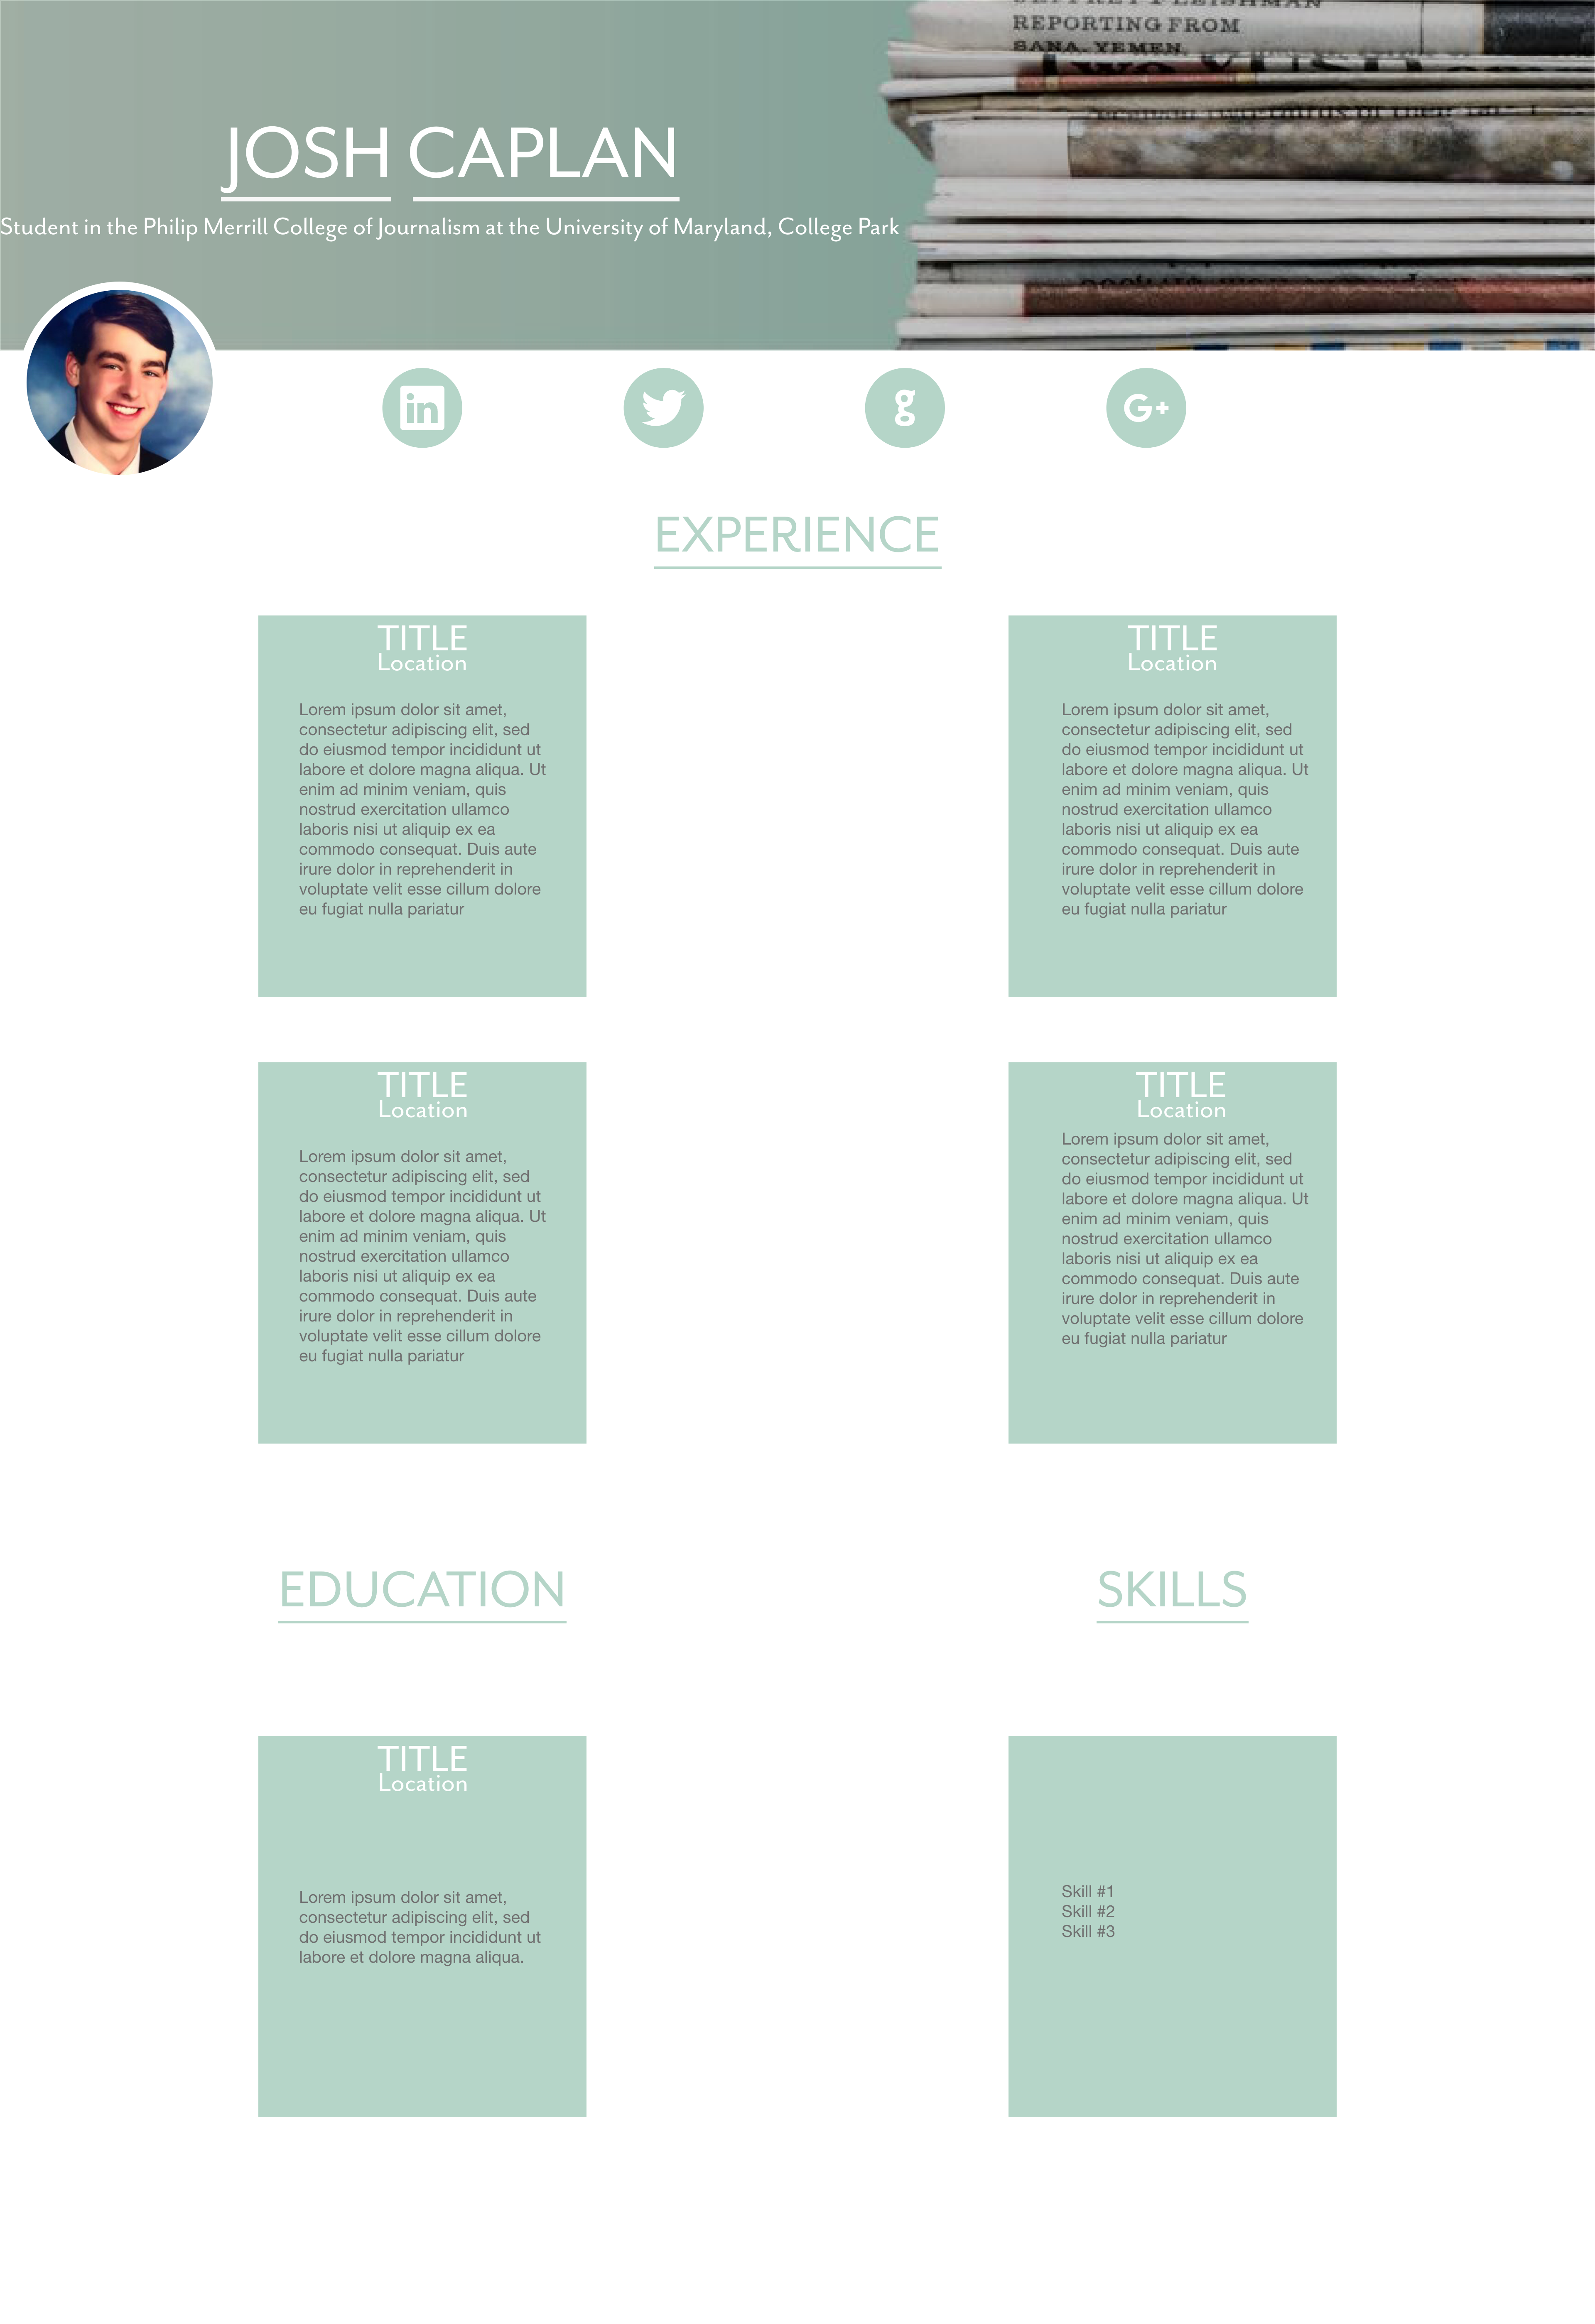 REPORTING FROM
SANA, YEMEN.
JOSH CAPLAN
Student in the Philip Merrill College of Journalism at the University of Maryland, College Park
in
g
G+
EXPERIENCE
TITLE
Location
Lorem ipsum dolor sit amet,
consectetur adipiscing elit, sed
do eiusmod tempor incididunt ut
labore et dolore magna aliqua. Ut
enim ad minim veniam, quis
nostrud exercitation ullamco
laboris nisi ut aliquip ex ea
commodo consequat. Duis aute
irure dolor in reprehenderit in
voluptate velit esse cillum dolore
eu fugiat nulla pariatur
TITLE
Location
Lorem ipsum dolor sit amet,
consectetur adipiscing elit, sed
do eiusmod tempor incididunt ut
labore et dolore magna aliqua. Ut
enim ad minim veniam, quis
nostrud exercitation ullamco
laboris nisi ut aliquip ex ea
commodo consequat. Duis aute
irure dolor in reprehenderit in
voluptate velit esse cillum dolore
eu fugiat nulla pariatur
TITLE
Location
Lorem ipsum dolor sit amet,
consectetur adipiscing elit, sed
do eiusmod tempor incididunt ut
labore et dolore magna aliqua. Ut
enim ad minim veniam, quis
nostrud exercitation ullamco
laboris nisi ut aliquip ex ea
commodo consequat. Duis aute
irure dolor in reprehenderit in
voluptate velit esse cillum dolore
eu fugiat nulla pariatur
TITLE
Location
Lorem ipsum dolor sit amet,
consectetur adipiscing elit, sed
do eiusmod tempor incididunt ut
labore et dolore magna aliqua. Ut
enim ad minim veniam, quis
nostrud exercitation ullamco
laboris nisi ut aliquip ex ea
commodo consequat. Duis aute
irure dolor in reprehenderit in
voluptate velit esse cillum dolore
eu fugiat nulla pariatur
EDUCATION
TITLE
Location
Lorem ipsum dolor sit amet,
consectetur adipiscing elit, sed
do eiusmod tempor incididunt ut
labore et dolore magna aliqua.
SKILLS
Skill #1
Skill #2
Skill #3